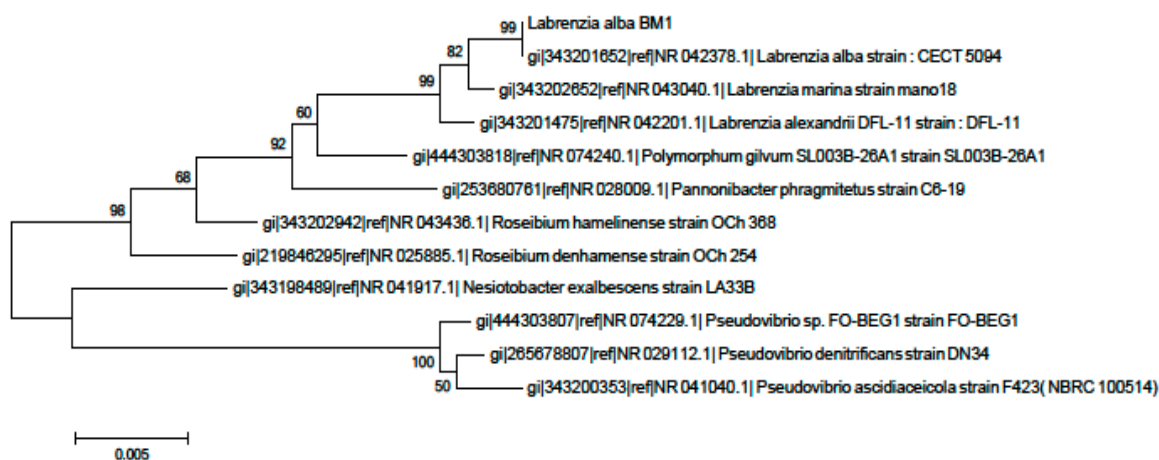 99
Labrenzia alba BM1
gi|343201652|ref|NR 042378.1| Labrenzia alba strain : CECT 5094
82
gi|343202652|ref|NR 043040.1| Labrenzia marina strain mano18
99
gi|343201475|ref|NR 042201.1| Labrenzia alexandrii DFL-11 strain : DFL-11
60
gi|444303818|ref|NR 074240.1| Polymorphum gilvum SL003B-26A1 strain SL003B-26A1
92
gi|253680761|ref|NR 028009.1| Pannonibacter phragmitetus strain C6-19
68
gi|343202942|ref|NR 043436.1| Roseibium hamelinense strain OCh 368
98
gi|219846295|ref|NR 025885.1| Roseibium denhamense strain OCh 254
gi|343198489|ref|NR 041917.1| Nesiotobacter exalbescens strain LA33B
gi|444303807|ref|NR 074229.1| Pseudovibrio sp. FO-BEG1 strain FO-BEG1
100
gi|265678807|ref|NR 029112.1| Pseudovibrio denitrificans strain DN34
50
gi|343200353|ref|NR 041040.1| Pseudovibrio ascidiaceicola strain F423( NBRC 100514)
0.005